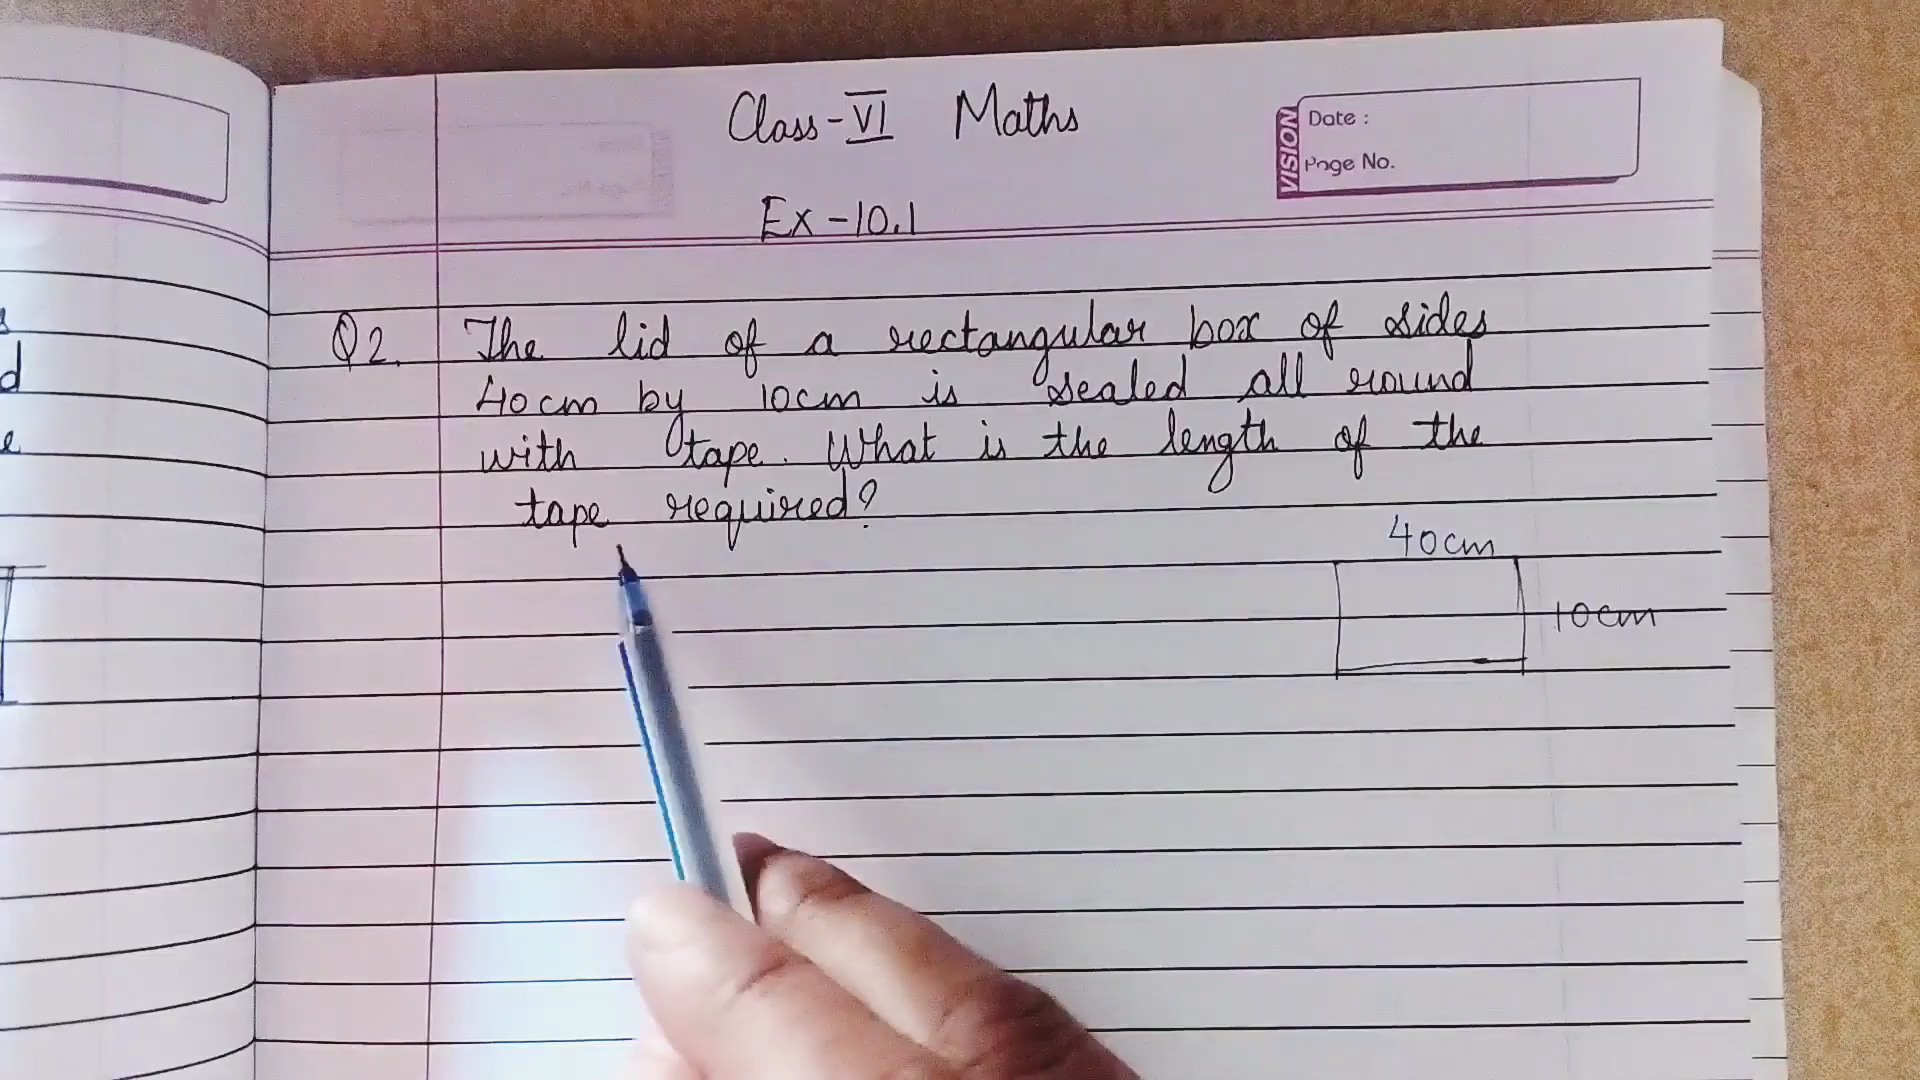 Class-VI Maths
VISION
Date :
Page No.
Ex-10.1
Q2. The lid of a rectangular box of sides
40cm by 10cm is sealed all round
with tape. What is the length of the
tape required?
40cm
10cm
d
e